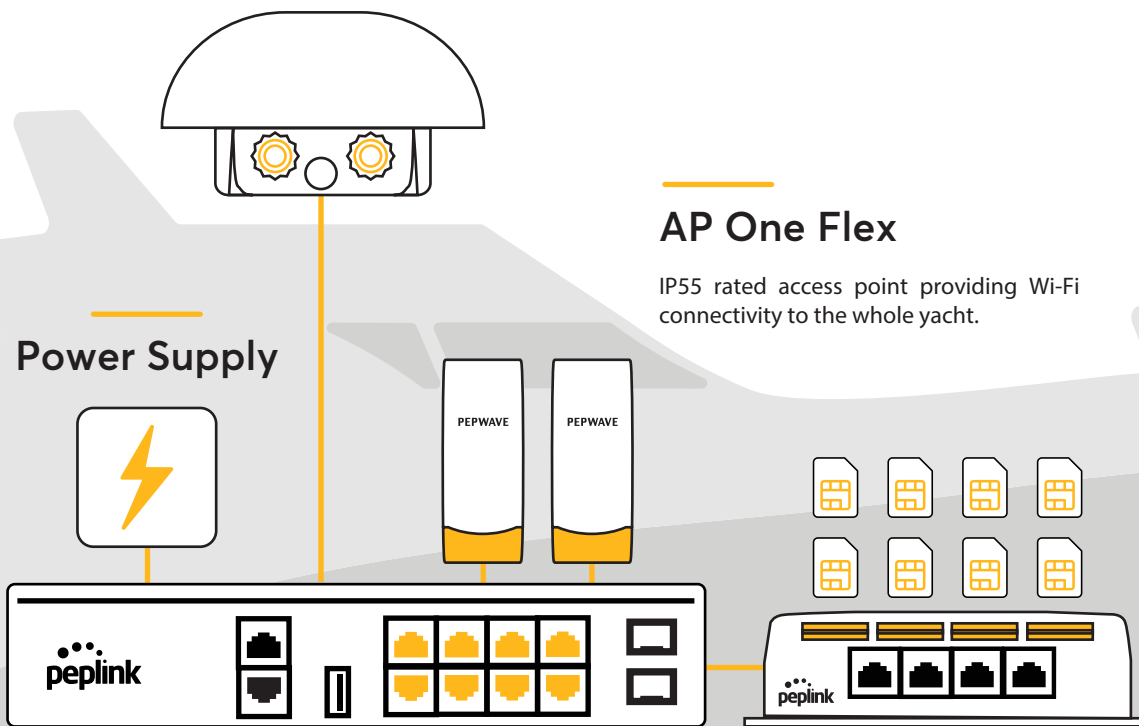 AP One Flex
IP55 rated access point providing Wi-Fi
connectivity to the whole yacht.
Power Supply
PEPWAVE
PEPWAVE
peplink
peplink